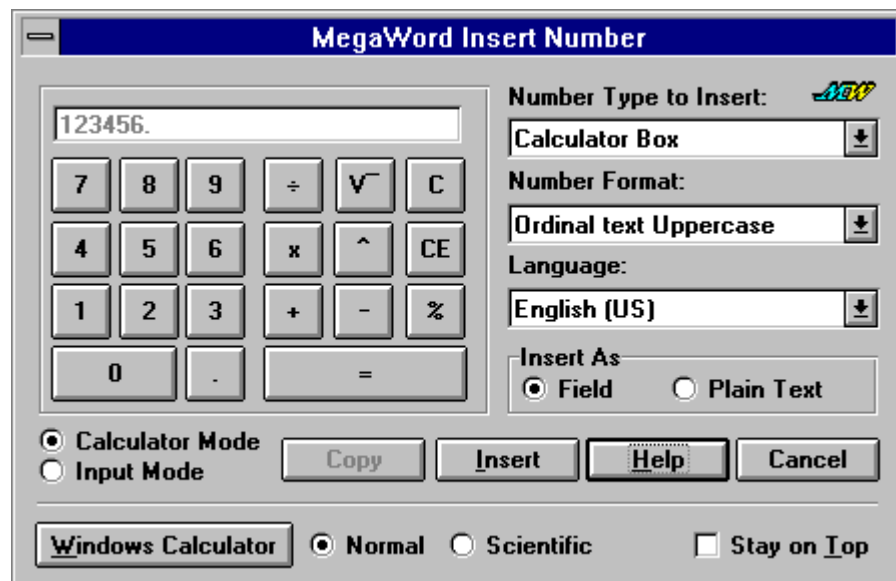 MegaWord Insert Number
123456.
7 8 9 ÷ √ C
4 5 6 x ^ CE
1 2 3 + - %
0 . =
Number Type to Insert: NEW
Calculator Box
Number Format:
Ordinal text Uppercase
Language:
English (US)
Insert As
Field Plain Text
Calculator Mode
Input Mode
Copy Insert Help Cancel
Windows Calculator Normal Scientific Stay on Top